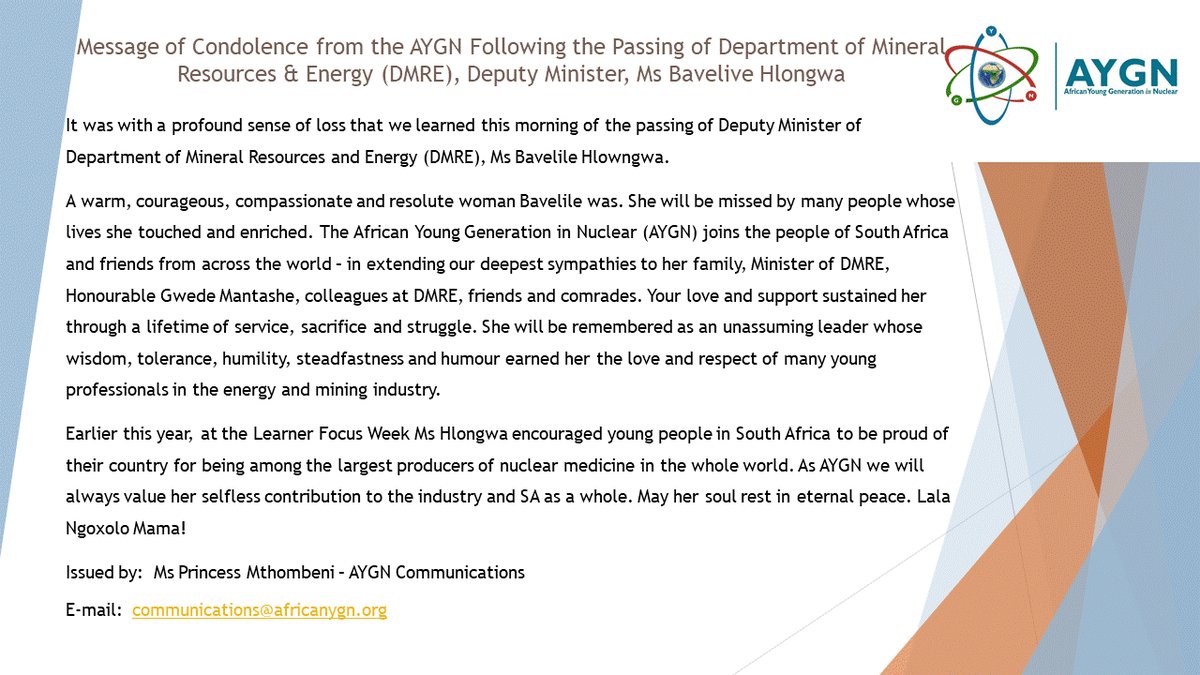 Message of Condolence from the AYGN Following the Passing of Department of Mineral
Resources & Energy (DMRE), Deputy Minister, Ms Bavelive Hlongwa
Y
G
N
AYGN
African Young Generation in Nuclear
It was with a profound sense of loss that we learned this morning of the passing of Deputy Minister of
Department of Mineral Resources and Energy (DMRE), Ms Bavelile Hlowngwa.
A warm, courageous, compassionate and resolute woman Bavelile was. She will be missed by many people whose
lives she touched and enriched. The African Young Generation in Nuclear (AYGN) joins the people of South Africa
and friends from across the world – in extending our deepest sympathies to her family, Minister of DMRE,
Honourable Gwede Mantashe, colleagues at DMRE, friends and comrades. Your love and support sustained her
through a lifetime of service, sacrifice and struggle. She will be remembered as an unassuming leader whose
wisdom, tolerance, humility, steadfastness and humour earned her the love and respect of many young
professionals in the energy and mining industry.
Earlier this year, at the Learner Focus Week Ms Hlongwa encouraged young people in South Africa to be proud of
their country for being among the largest producers of nuclear medicine in the whole world. As AYGN we will
always value her selfless contribution to the industry and SA as a whole. May her soul rest in eternal peace. Lala
Ngoxolo Mama!
Issued by: Ms Princess Mthombeni – AYGN Communications
E-mail: communications@africanygn.org